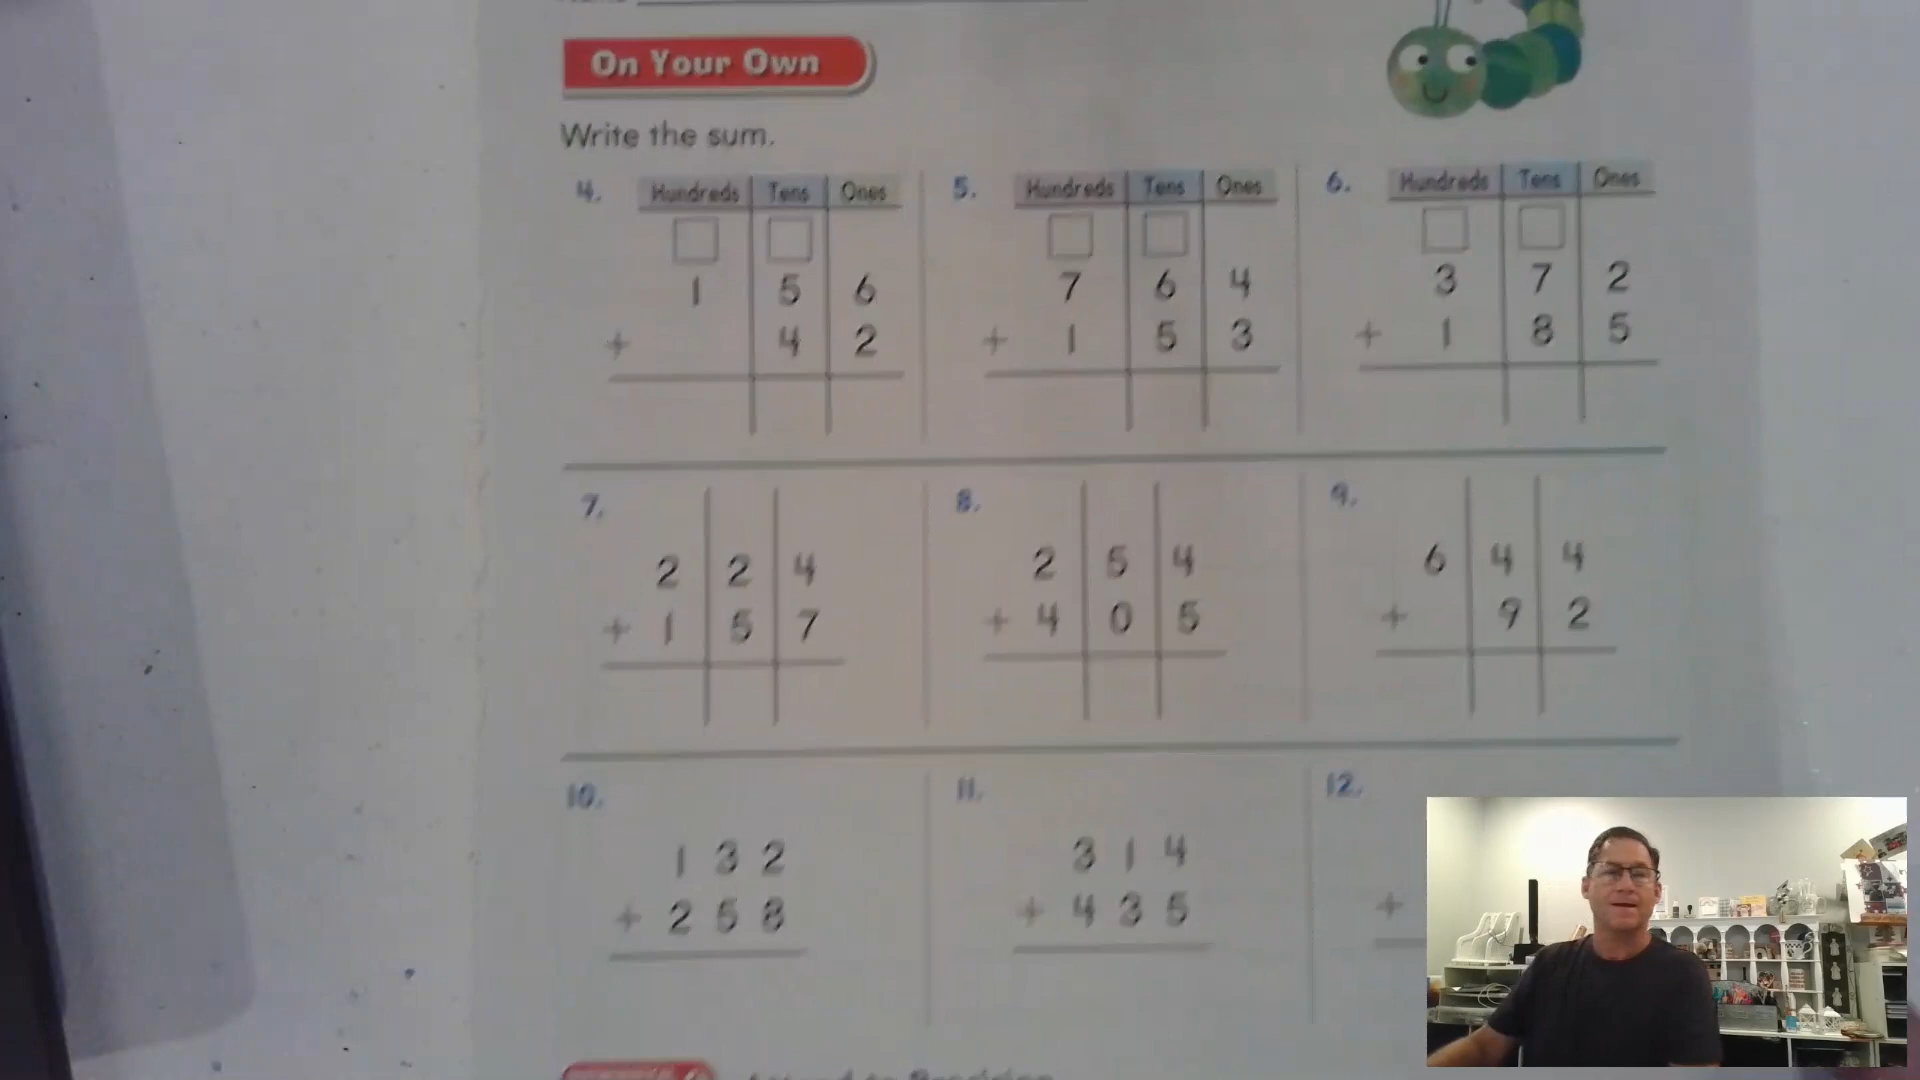 On Your Own
Write the sum.
4. Hundreds Tens Ones
1 5 6
+ 4 2
5. Hundreds Tens Ones
7 6 4
+ 1 5 3
6. Hundreds Tens Ones
3 7 2
+ 1 8 5
7.
2 2 4
+ 1 5 7
8.
2 5 4
+ 4 0 5
9.
6 4 4
+ 9 2
10.
1 3 2
+ 2 5 8
11.
3 1 4
+ 4 3 5
12.
+